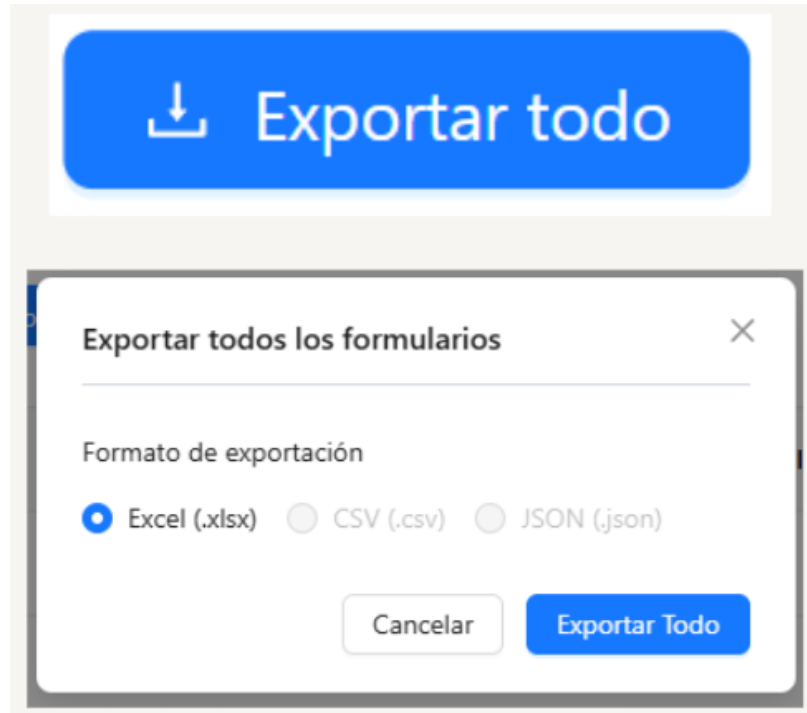 Exportar todo
Exportar todos los formularios
Formato de exportación
Excel (.xlsx) CSV (.csv) JSON (.json)
Cancelar Exportar Todo